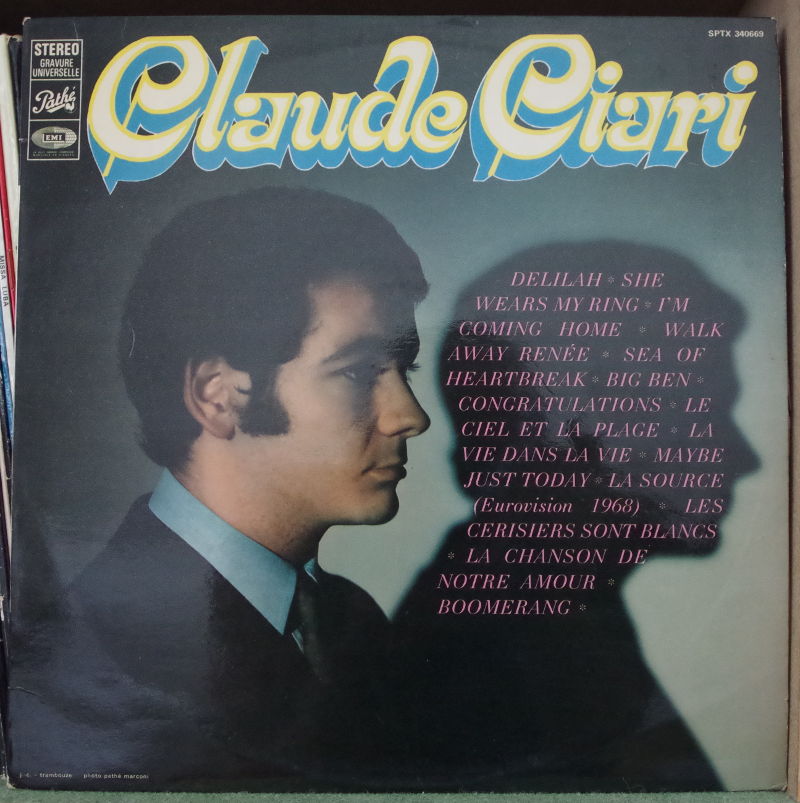 SPTX 340669
STEREO
GRAVURE
UNIVERSELLE
Pathé
EMI
Claude Ciari
DELILAH * SHE
WEARS MY RING * I'M
COMING HOME * WALK
AWAY RENÉE * SEA OF
HEARTBREAK * BIG BEN *
CONGRATULATIONS * LE
CIEL ET LA PLAGE * LA
VIE DANS LA VIE * MAYBE
JUST TODAY * LA SOURCE
(Eurovision 1968) * LES
CERISIERS SONT BLANCS
* LA CHANSON DE
NOTRE AMOUR *
BOOMERANG *
MISSA LUBA
j.-c. - trambouze photo pathé marconi